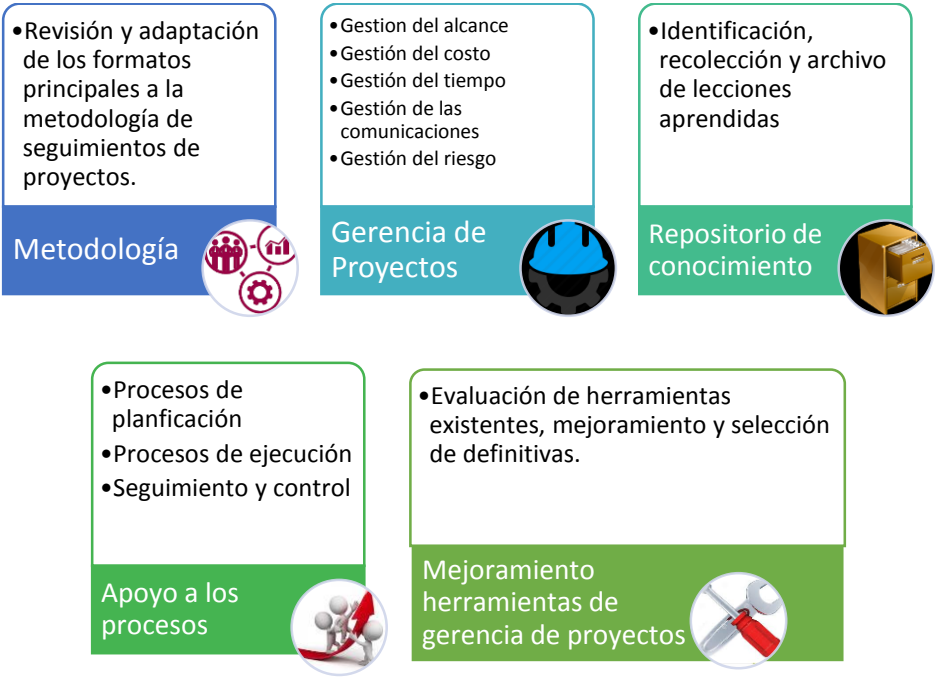 •Revisión y adaptación
de los formatos
principales a la
metodología de
seguimientos de
proyectos.
Metodología
•Gestion del alcance
•Gestión del costo
•Gestión del tiempo
•Gestión de las
comunicaciones
•Gestión del riesgo
Gerencia de
Proyectos
•Identificación,
recolección y archivo
de lecciones
aprendidas
Repositorio de
conocimiento
•Procesos de
planficación
•Procesos de ejecución
•Seguimiento y control
Apoyo a los
procesos
•Evaluación de herramientas
existentes, mejoramiento y selección
de definitivas.
Mejoramiento
herramientas de
gerencia de proyectos